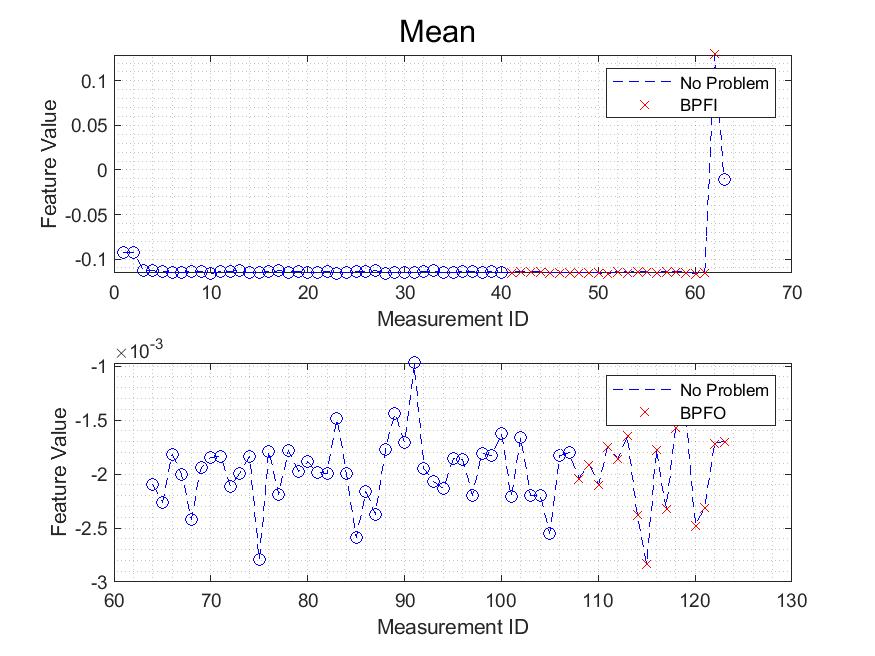 Mean
Feature Value
0.1
0.05
0
-0.05
-0.1
No Problem
BPFI
0 10 20 30 40 50 60 70
Measurement ID
×10⁻³
Feature Value
-1
-1.5
-2
-2.5
-3
No Problem
BPFO
60 70 80 90 100 110 120 130
Measurement ID